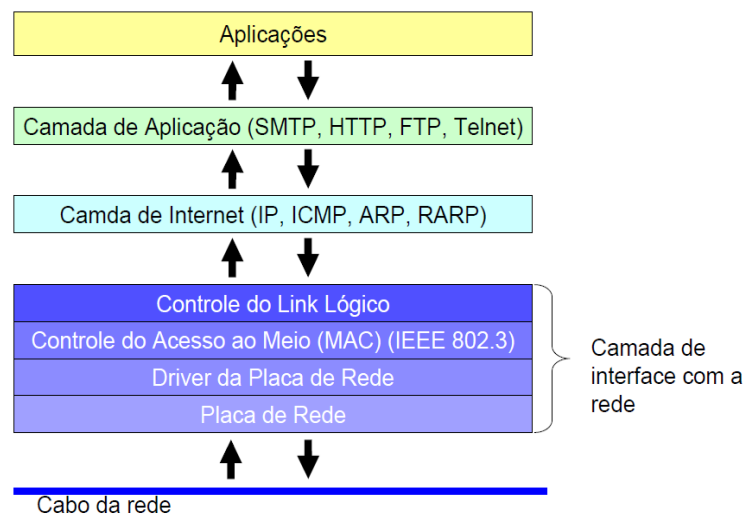 Aplicações
Camada de Aplicação (SMTP, HTTP, FTP, Telnet)
Camda de Internet (IP, ICMP, ARP, RARP)
Controle do Link Lógico
Controle do Acesso ao Meio (MAC) (IEEE 802.3)
Driver da Placa de Rede
Placa de Rede
Camada de
interface com a
rede
Cabo da rede